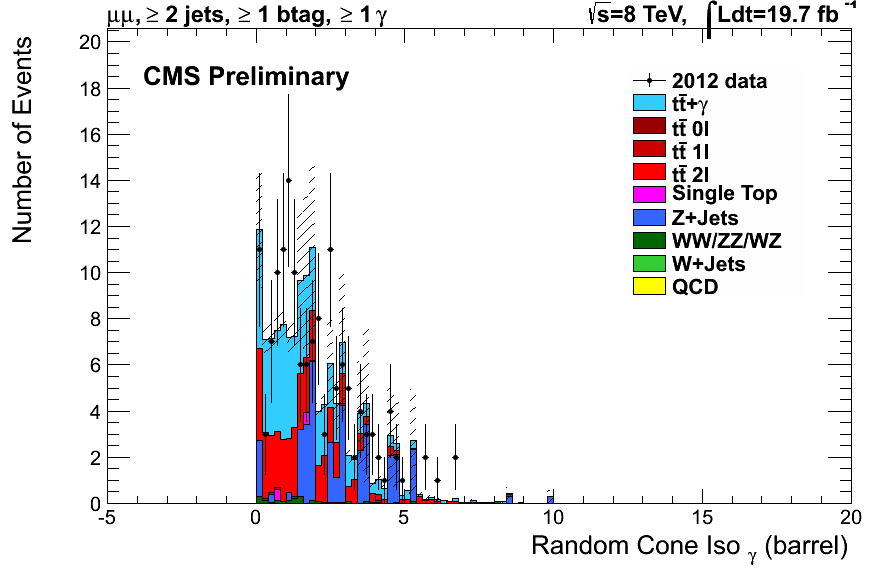 μμ, ≥ 2 jets, ≥ 1 btag, ≥ 1 γ
√s=8 TeV, ∫Ldt=19.7 fb⁻¹
CMS Preliminary
2012 data
tt̄+γ
tt̄ 0l
tt̄ 1l
tt̄ 2l
Single Top
Z+Jets
WW/ZZ/WZ
W+Jets
QCD
Number of Events
20
18
16
14
12
10
8
6
4
2
0
-5 0 5 10 15 20
Random Cone Iso γ (barrel)